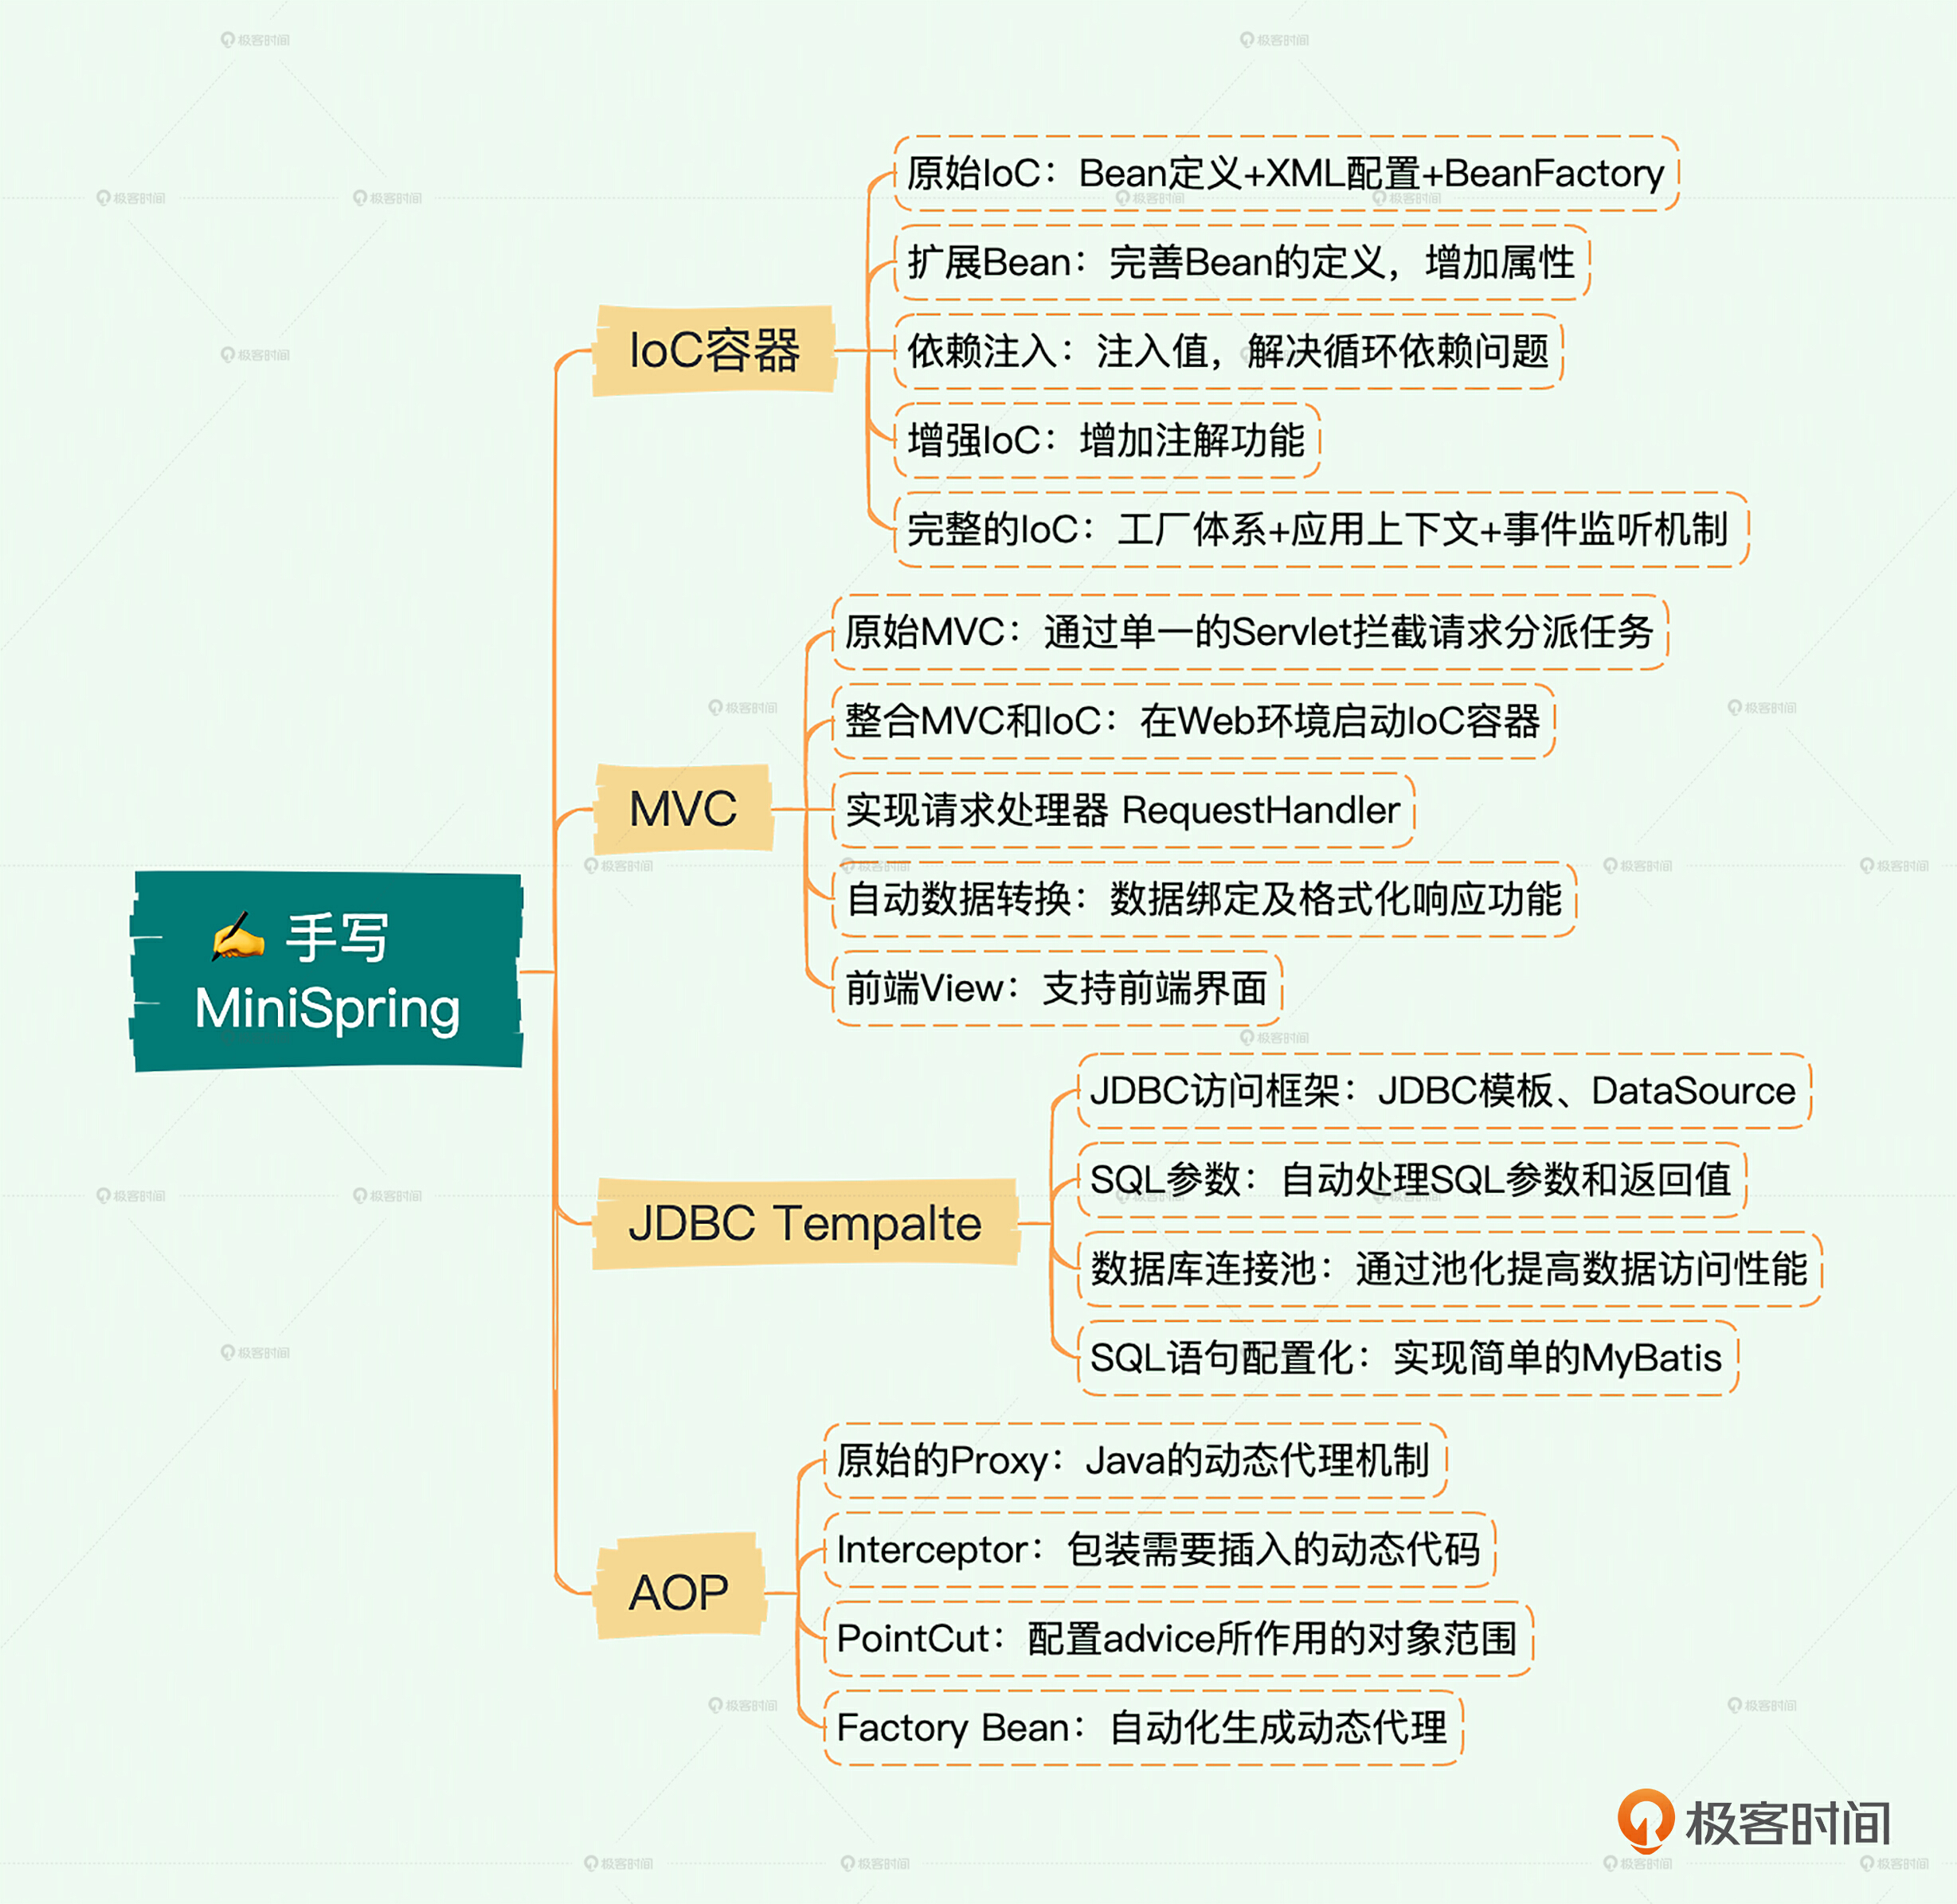 原始IoC：Bean定义+XML配置+BeanFactory
扩展Bean：完善Bean的定义，增加属性
IoC容器
依赖注入：注入值，解决循环依赖问题
增强IoC：增加注解功能
完整的IoC：工厂体系+应用上下文+事件监听机制
原始MVC：通过单一的Servlet拦截请求分派任务
整合MVC和IoC：在Web环境启动IoC容器
MVC
实现请求处理器 RequestHandler
自动数据转换：数据绑定及格式化响应功能
前端View：支持前端界面
✍ 手写
MiniSpring
JDBC访问框架：JDBC模板、DataSource
SQL参数：自动处理SQL参数和返回值
JDBC Tempalte
数据库连接池：通过池化提高数据访问性能
SQL语句配置化：实现简单的MyBatis
原始的Proxy：Java的动态代理机制
Interceptor：包装需要插入的动态代码
AOP
PointCut：配置advice所作用的对象范围
Factory Bean：自动化生成动态代理
极客时间